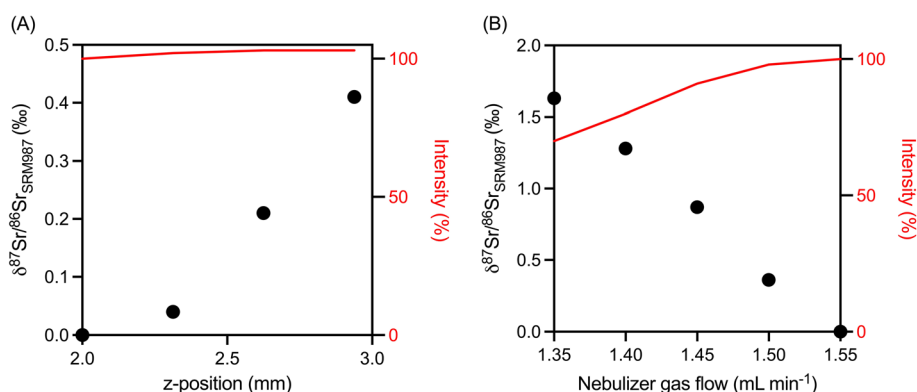 (A)
0.5
0.4
0.3
0.2
0.1
0.0
δ⁸⁷Sr/⁸⁶Sr_SRM987 (‰)
100
50
0
Intensity (%)
2.0 2.5 3.0
z-position (mm)
(B)
2.0
1.5
1.0
0.5
0.0
δ⁸⁷Sr/⁸⁶Sr_SRM987 (‰)
100
50
0
Intensity (%)
1.35 1.40 1.45 1.50 1.55
Nebulizer gas flow (mL min⁻¹)